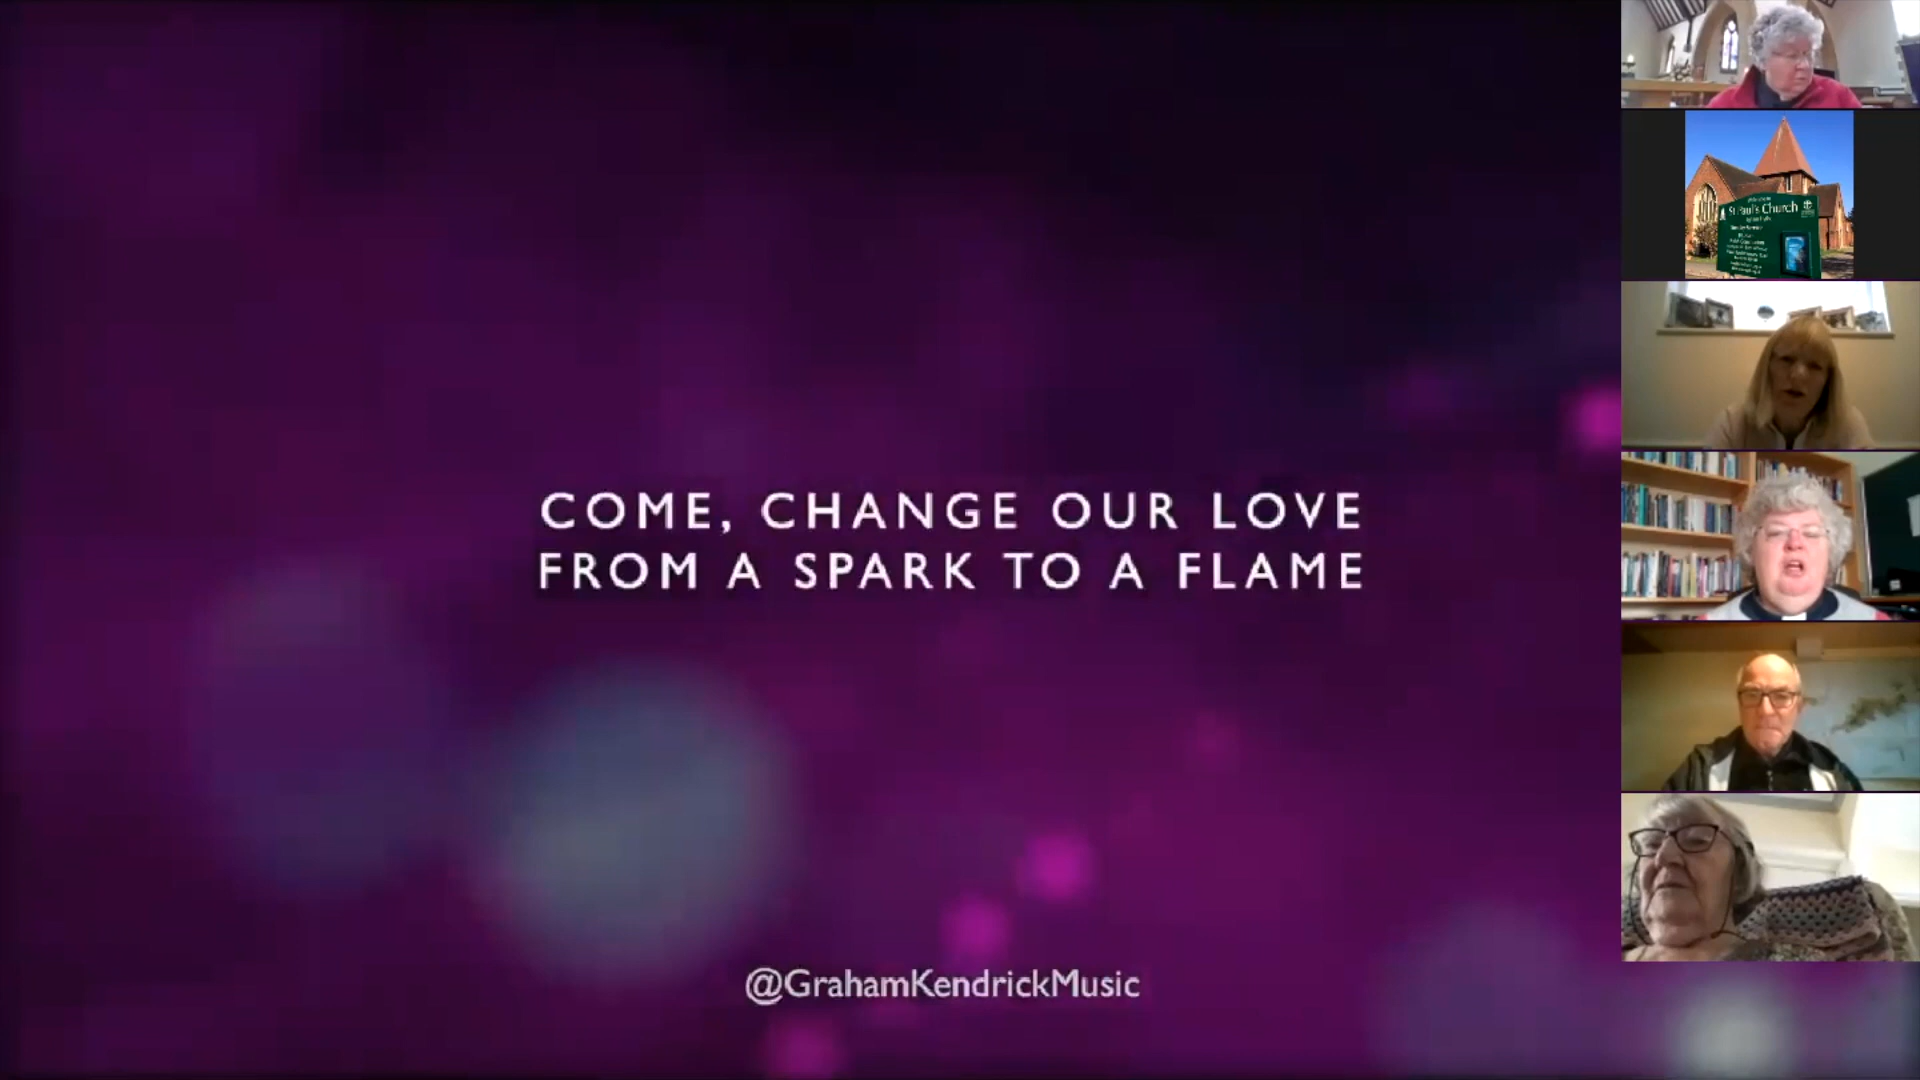 COME, CHANGE OUR LOVE
FROM A SPARK TO A FLAME
@GrahamKendrickMusic
St Paul's Church